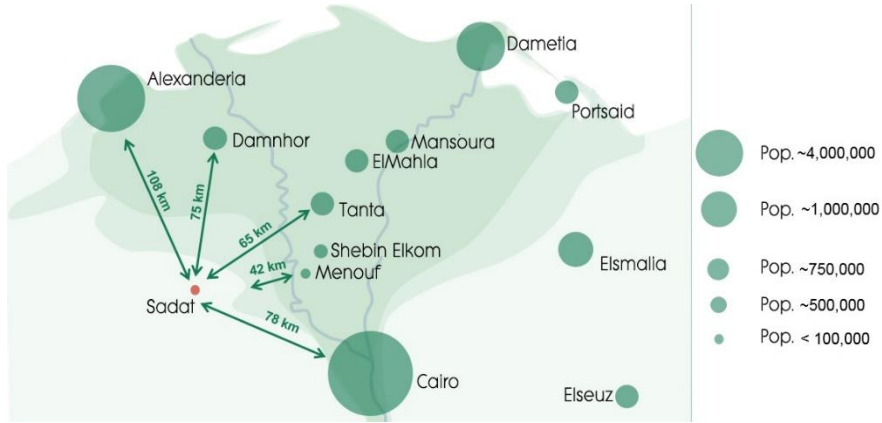 Dametia
Alexanderia
Portsaid
Damnhor
Mansoura
ElMahla
108 km
75 km
Tanta
65 km
Shebin Elkom
Elsmalia
42 km
Menouf
Sadat
78 km
Cairo
Elseuz
Pop. ~4,000,000
Pop. ~1,000,000
Pop. ~750,000
Pop. ~500,000
Pop. < 100,000